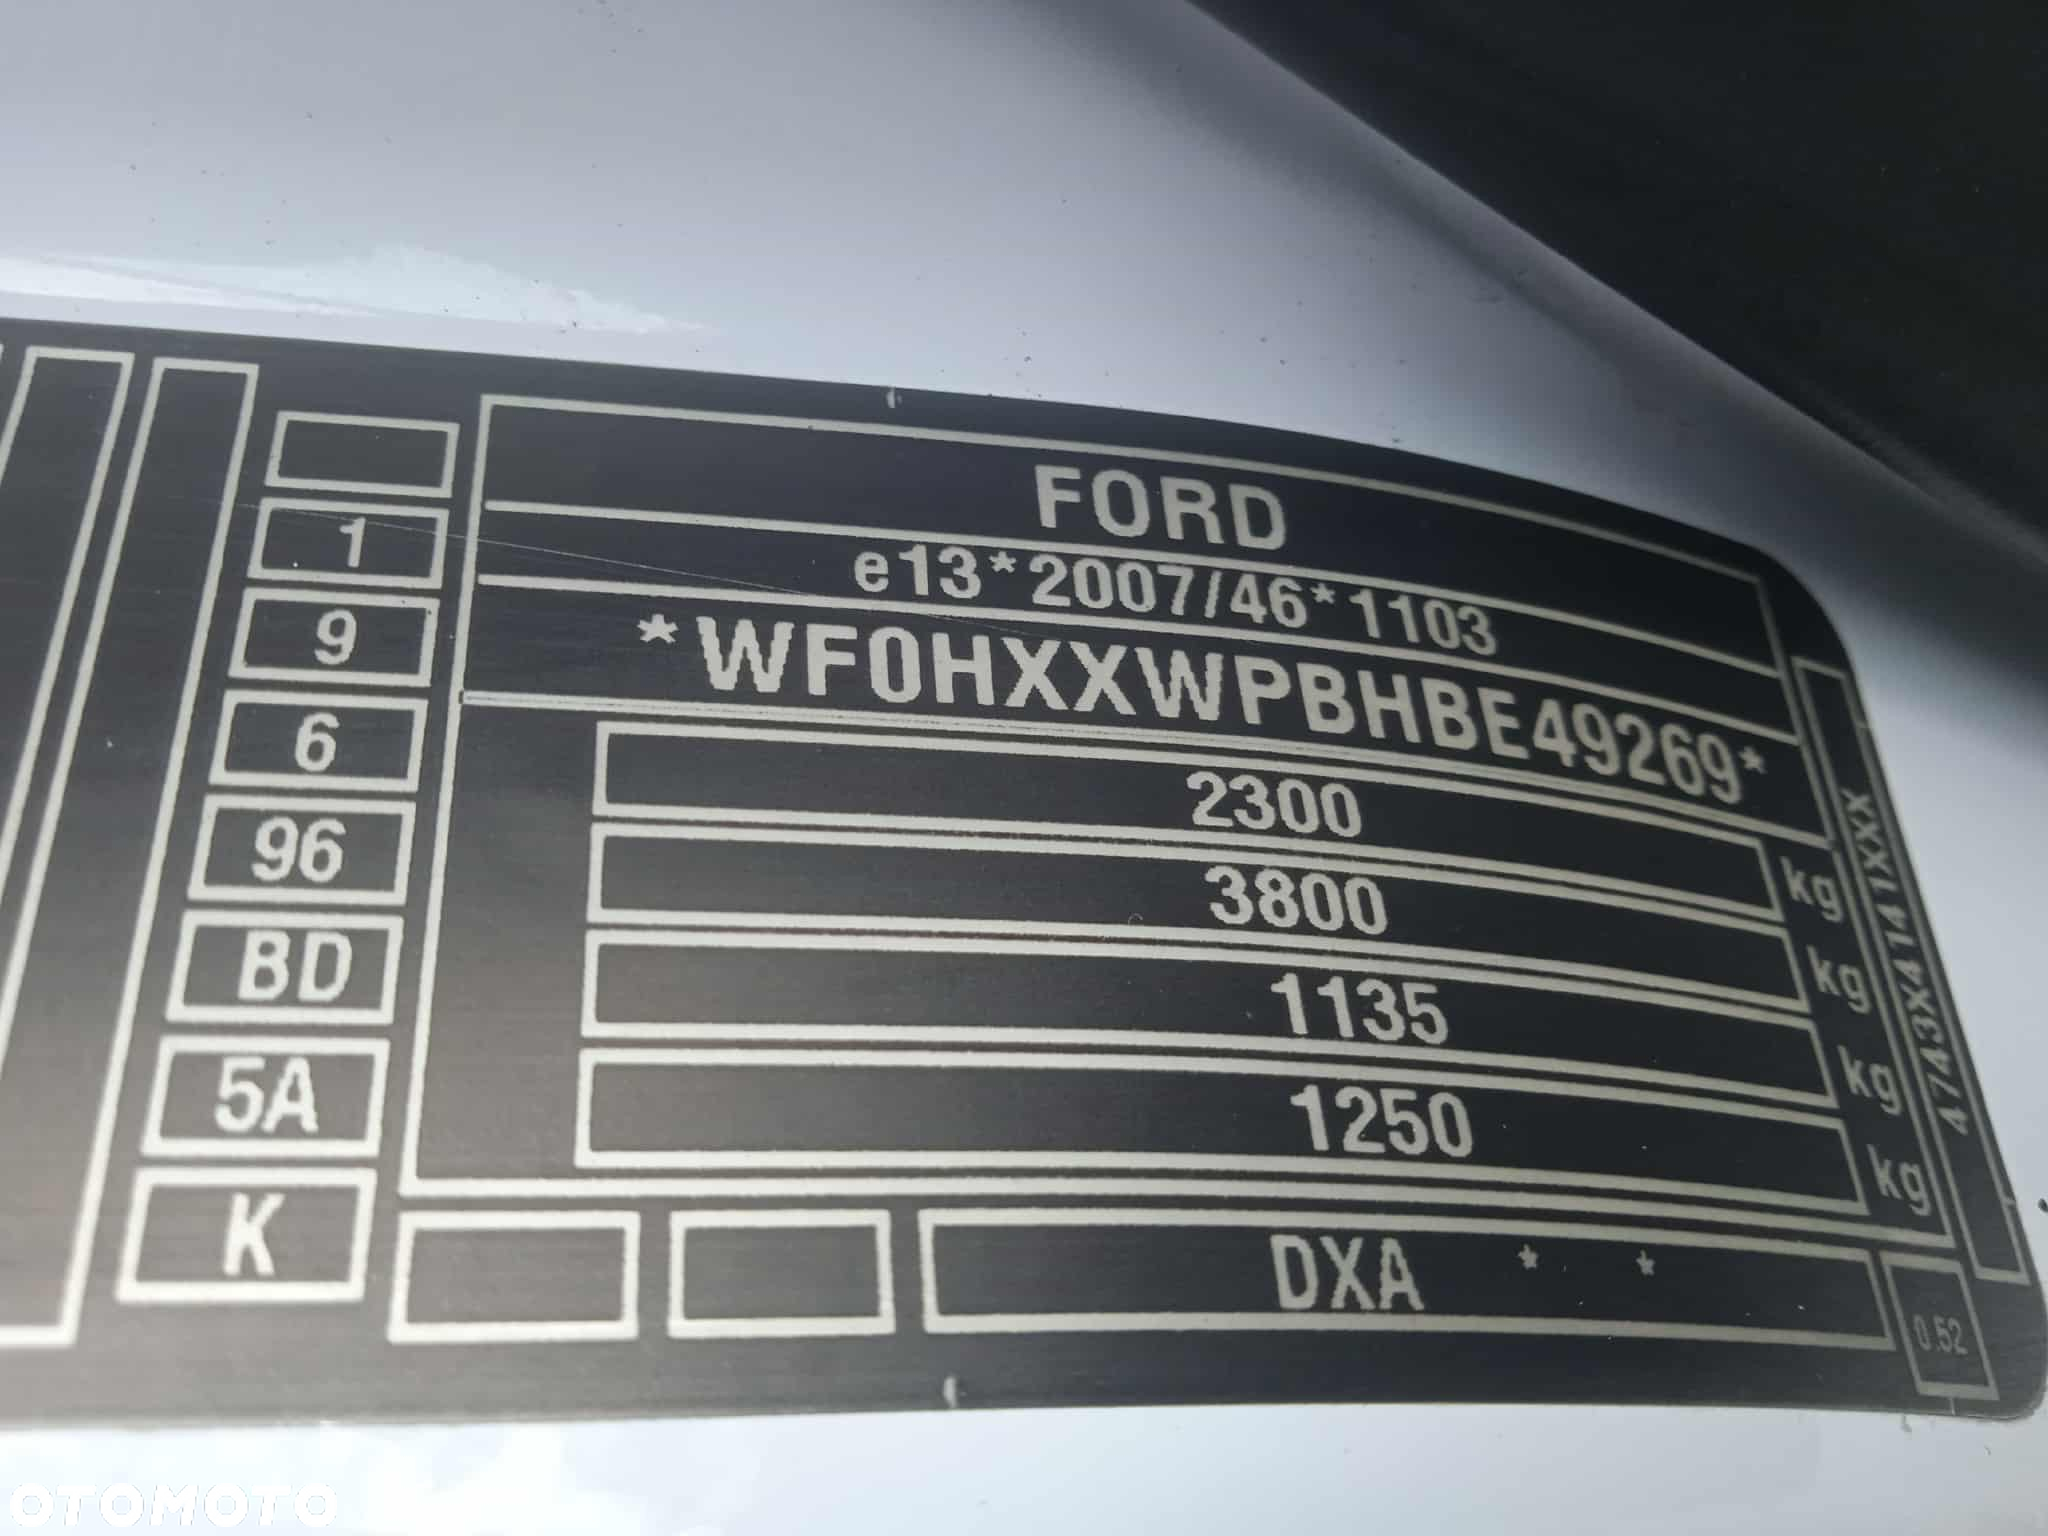 FORD
e13*2007/46*1103
*WF0HXXWPBHBE49269*
1
9
6
96
BD
5A
K
2300 kg
3800 kg
1135 kg
1250 kg
DXA * *
0.52
4743X4141XXX
OTOMOTO